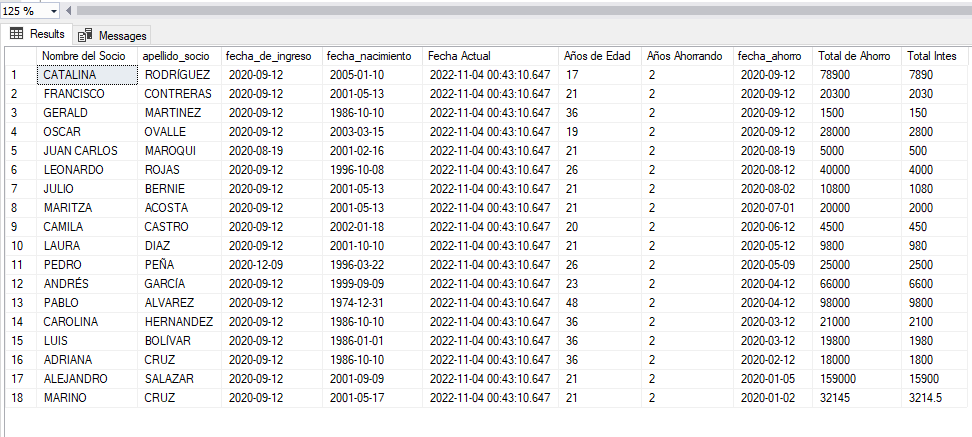 125 %
Results Messages
Nombre del Socio apellido_socio fecha_de_ingreso fecha_nacimiento Fecha Actual Años de Edad Años Ahorrando fecha_ahorro Total de Ahorro Total Intes
1 CATALINA RODRÍGUEZ 2020-09-12 2005-01-10 2022-11-04 00:43:10.647 17 2 2020-09-12 78900 7890
2 FRANCISCO CONTRERAS 2020-09-12 2001-05-13 2022-11-04 00:43:10.647 21 2 2020-09-12 20300 2030
3 GERALD MARTINEZ 2020-09-12 1986-10-10 2022-11-04 00:43:10.647 36 2 2020-09-12 1500 150
4 OSCAR OVALLE 2020-09-12 2003-03-15 2022-11-04 00:43:10.647 19 2 2020-09-12 28000 2800
5 JUAN CARLOS MAROQUI 2020-08-19 2001-02-16 2022-11-04 00:43:10.647 21 2 2020-08-19 5000 500
6 LEONARDO ROJAS 2020-09-12 1996-10-08 2022-11-04 00:43:10.647 26 2 2020-08-12 40000 4000
7 JULIO BERNIE 2020-09-12 2001-05-13 2022-11-04 00:43:10.647 21 2 2020-08-02 10800 1080
8 MARITZA ACOSTA 2020-09-12 2001-05-13 2022-11-04 00:43:10.647 21 2 2020-07-01 20000 2000
9 CAMILA CASTRO 2020-09-12 2002-01-18 2022-11-04 00:43:10.647 20 2 2020-06-12 4500 450
10 LAURA DIAZ 2020-09-12 2001-10-10 2022-11-04 00:43:10.647 21 2 2020-05-12 9800 980
11 PEDRO PEÑA 2020-12-09 1996-03-22 2022-11-04 00:43:10.647 26 2 2020-05-09 25000 2500
12 ANDRÉS GARCÍA 2020-09-12 1999-09-09 2022-11-04 00:43:10.647 23 2 2020-04-12 66000 6600
13 PABLO ALVAREZ 2020-09-12 1974-12-31 2022-11-04 00:43:10.647 48 2 2020-04-12 98000 9800
14 CAROLINA HERNANDEZ 2020-09-12 1986-10-10 2022-11-04 00:43:10.647 36 2 2020-03-12 21000 2100
15 LUIS BOLÍVAR 2020-09-12 1986-01-01 2022-11-04 00:43:10.647 36 2 2020-03-12 19800 1980
16 ADRIANA CRUZ 2020-09-12 1986-10-10 2022-11-04 00:43:10.647 36 2 2020-02-12 18000 1800
17 ALEJANDRO SALAZAR 2020-09-12 2001-09-09 2022-11-04 00:43:10.647 21 2 2020-01-05 159000 15900
18 MARINO CRUZ 2020-09-12 2001-05-17 2022-11-04 00:43:10.647 21 2 2020-01-02 32145 3214.5